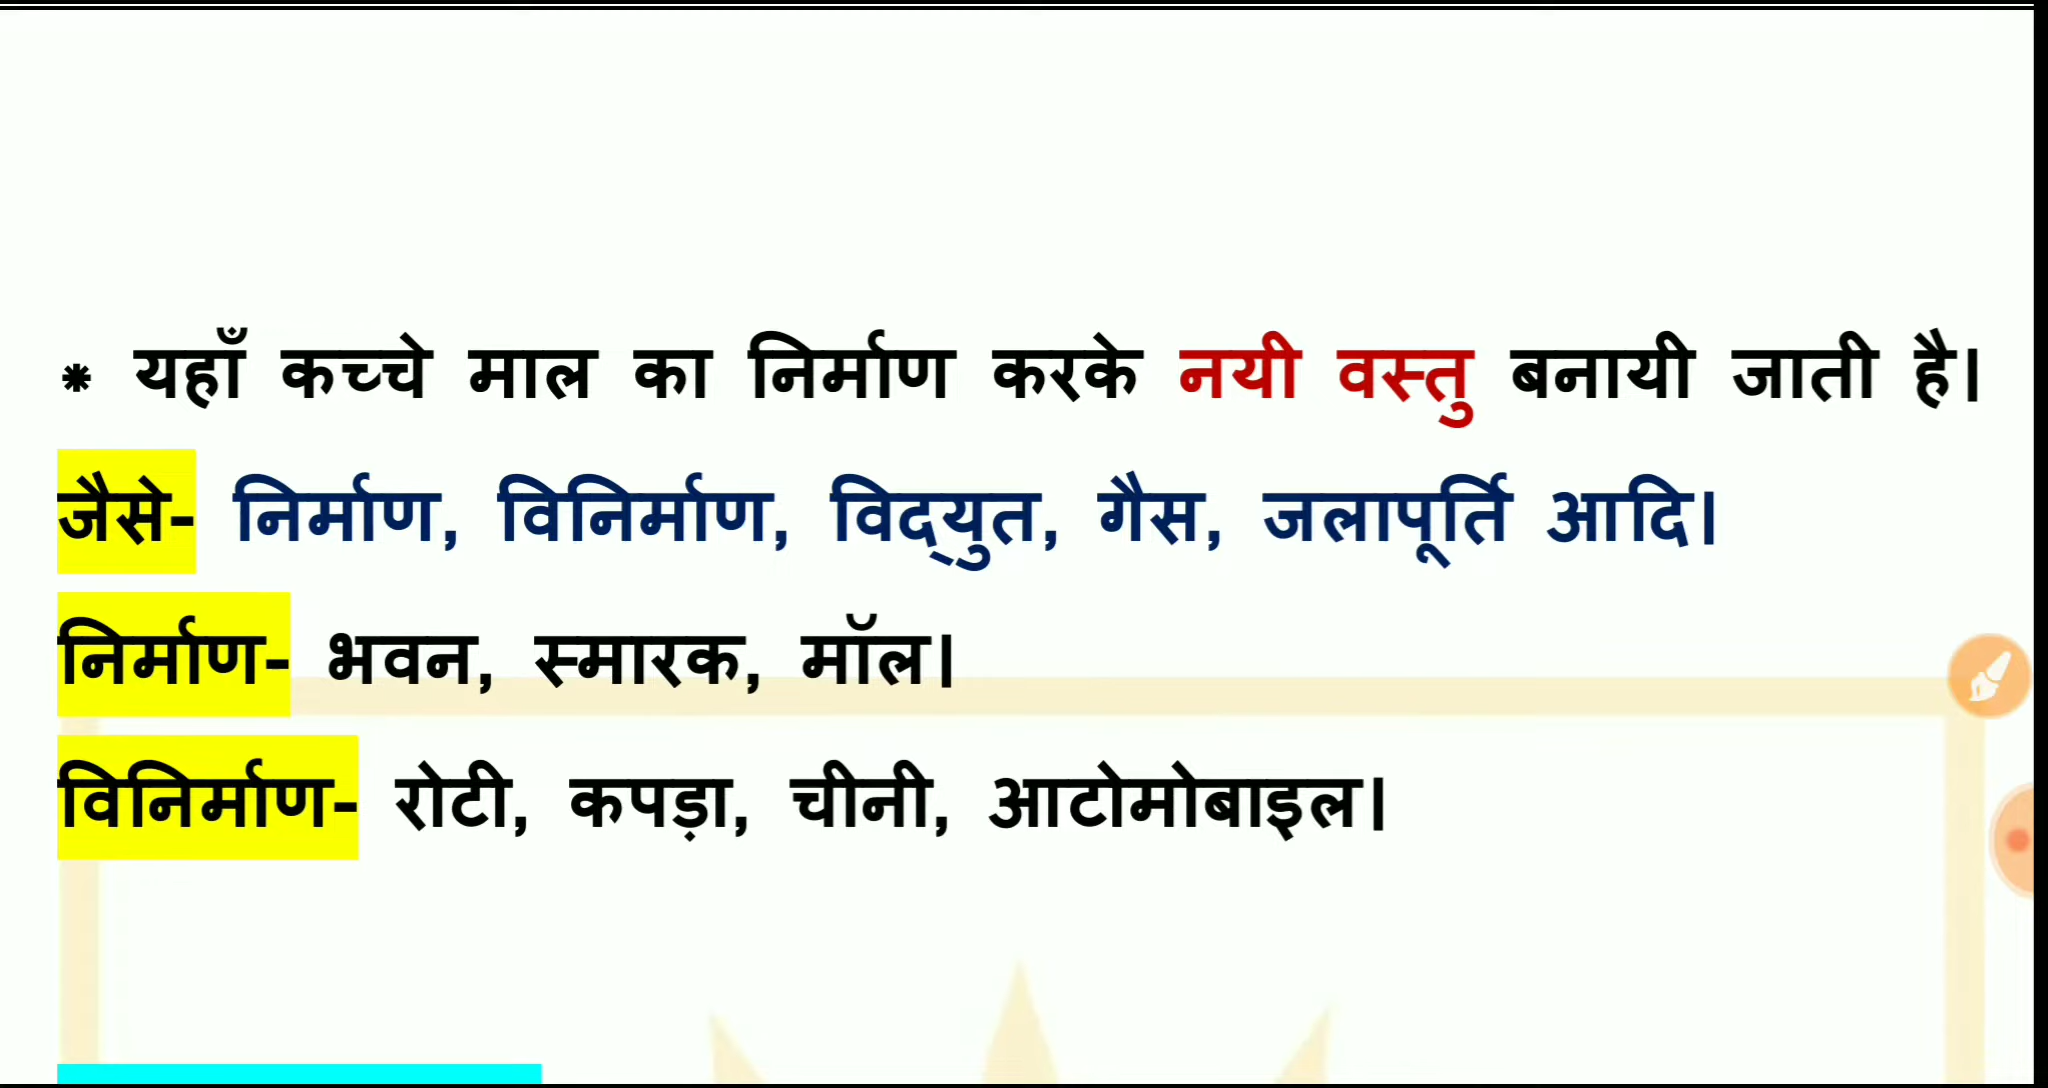 * यहाँ कच्चे माल का निर्माण करके नयी वस्तु बनायी जाती है।
जैसे- निर्माण, विनिर्माण, विद्‌युत, गैस, जलापूर्ति आदि।
निर्माण- भवन, स्मारक, मॉल।
विनिर्माण- रोटी, कपड़ा, चीनी, आटोमोबाइल।